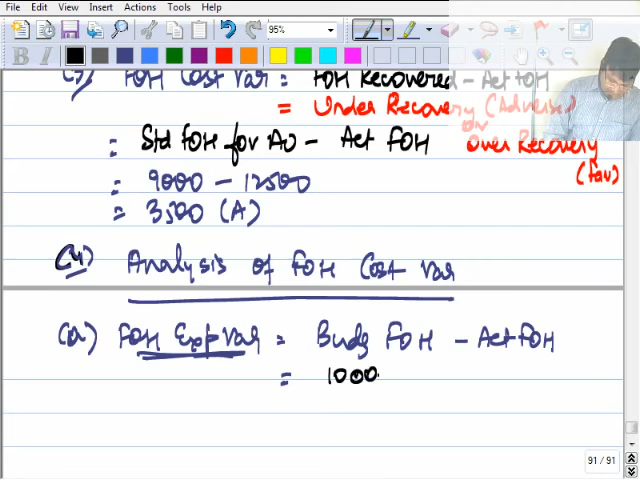 File Edit View Insert Actions Tools Help
95%
FOH Cost Var = FOH Recovered - Act FOH
= Under Recovery (Adverse)
or
= Std FOH for AO - Act FOH Over Recovery
(Fav)
= 9000 - 12500
= 3,500 (A)
(4) Analysis of FOH Cost Var
(a) FOH Exp Var = Budg FOH - Act FOH
= 1000
91 / 91